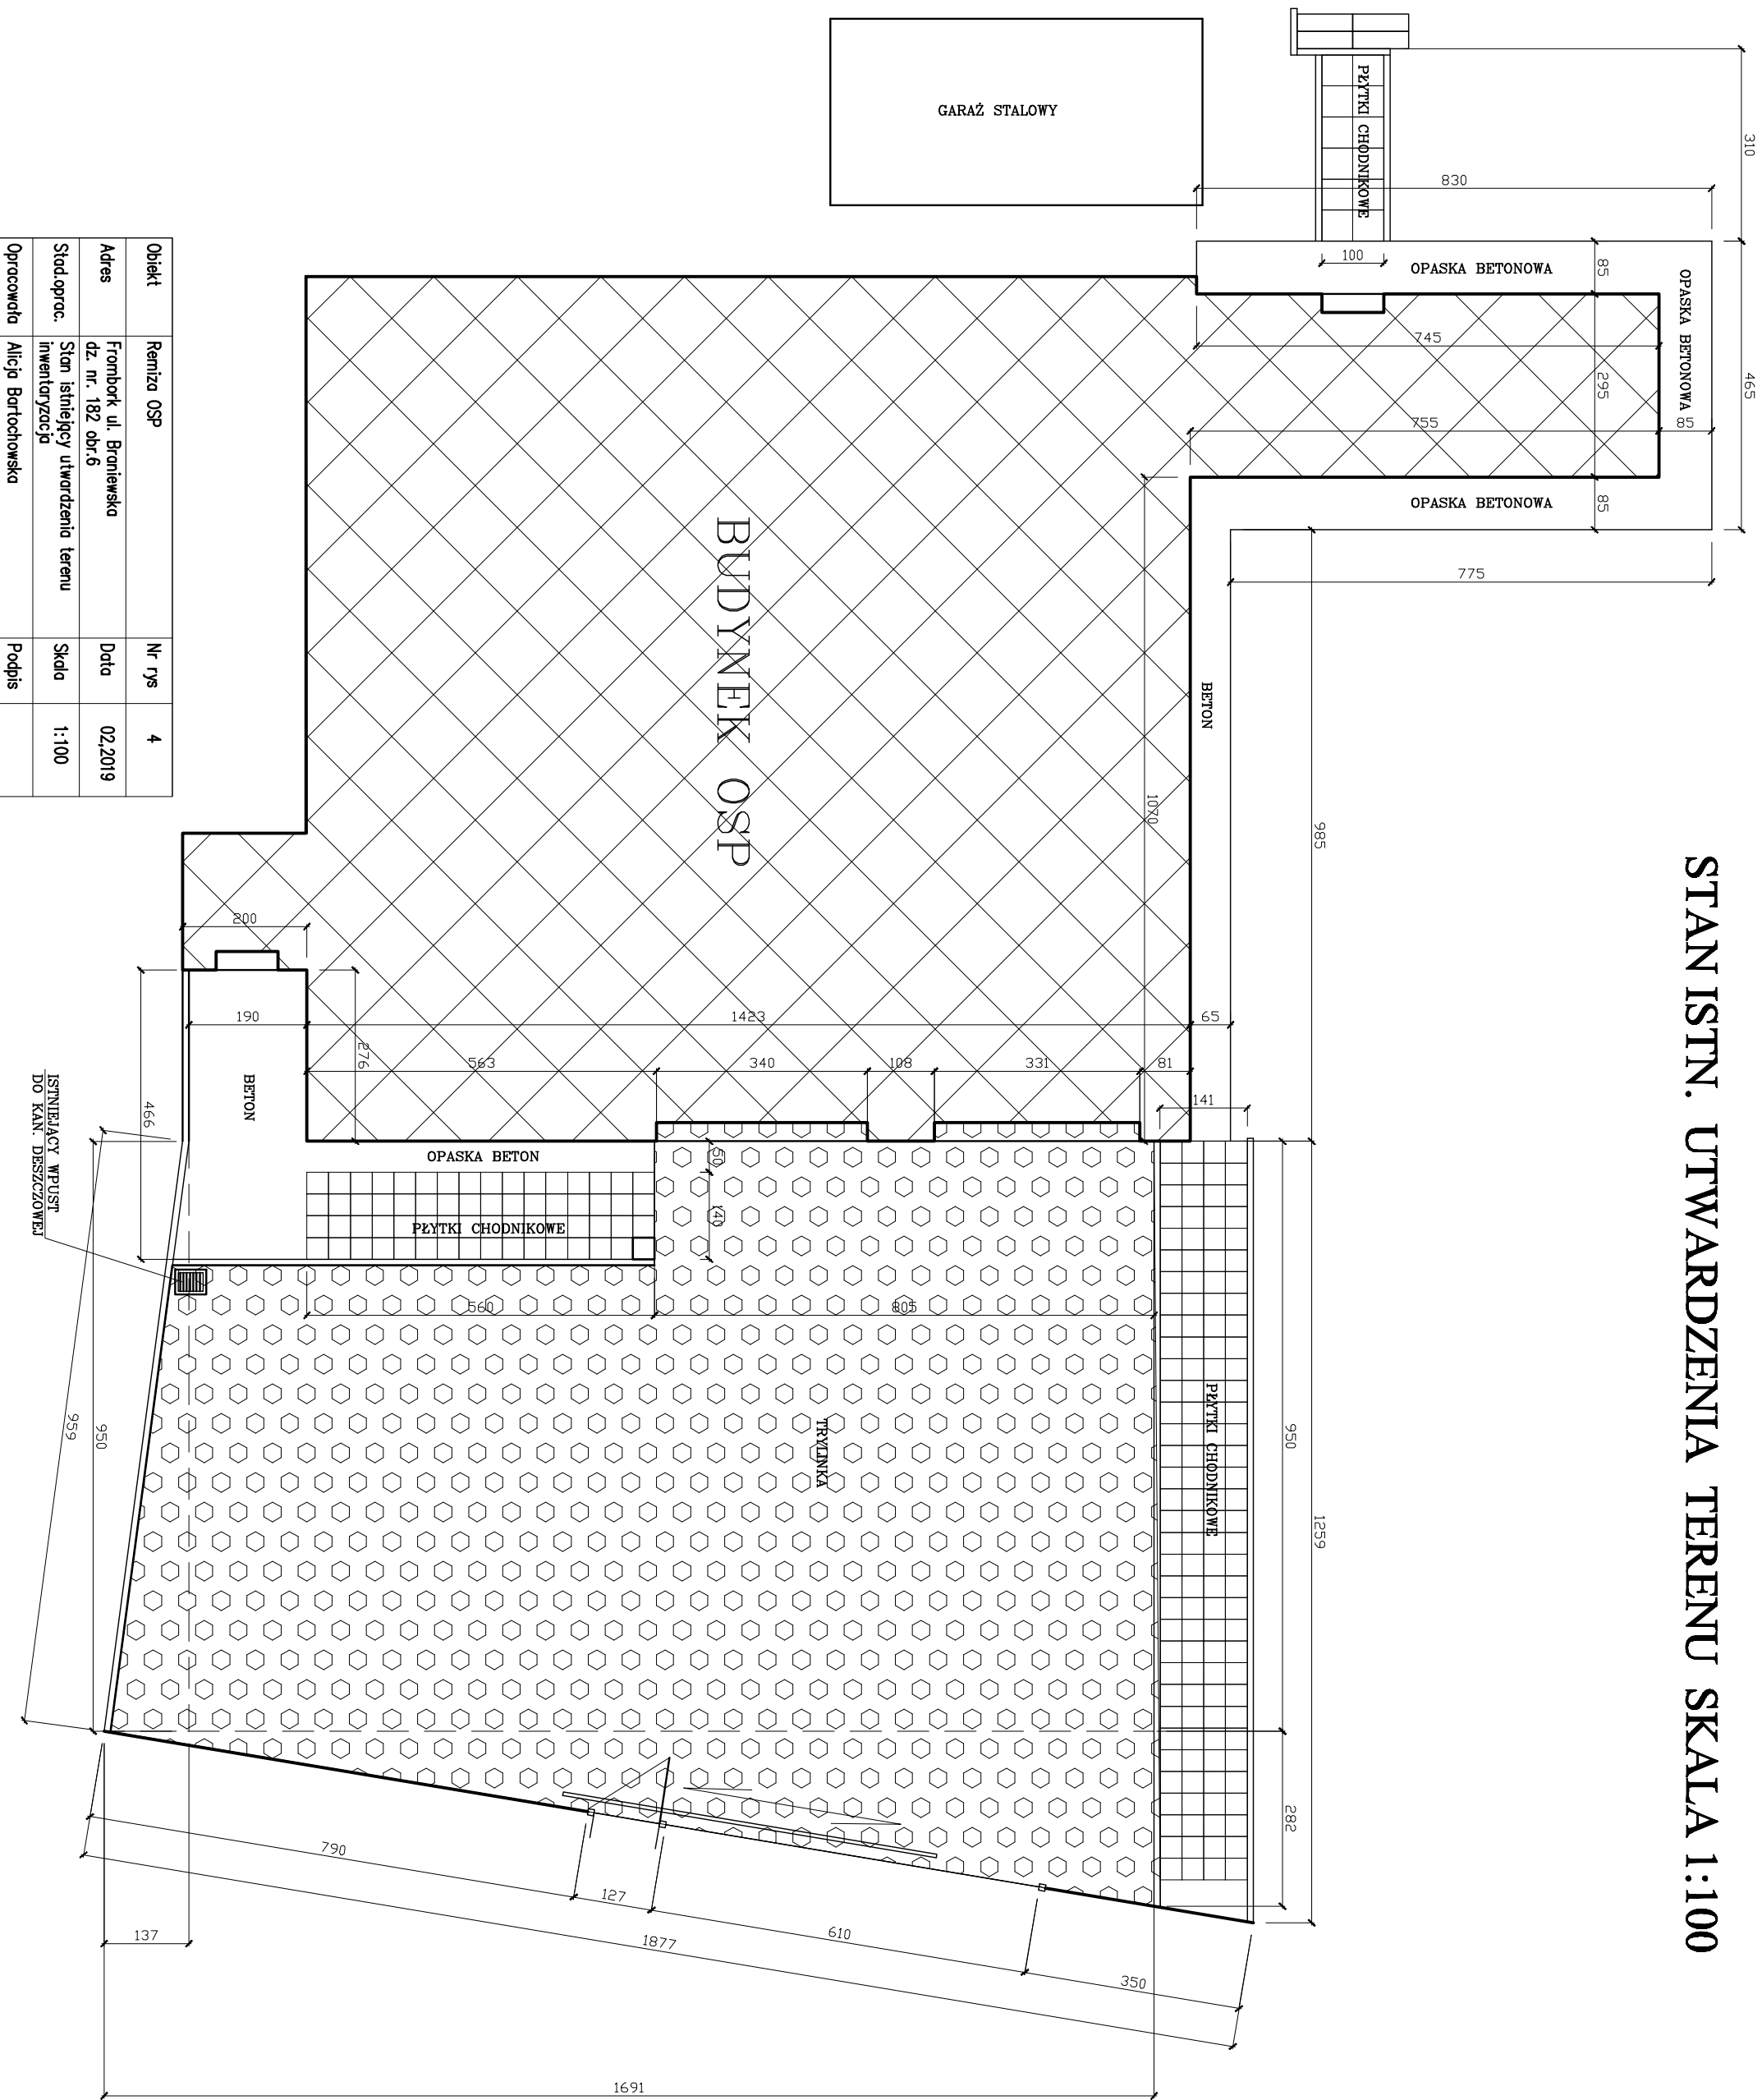 STAN ISTN. UTWARDZENIA TERENU SKALA 1:100
310
465
830
GARAŻ STALOWY
PŁYTKI CHODNIKOWE
100
OPASKA BETONOWA
85
OPASKA BETONOWA
745
295
755
85
OPASKA BETONOWA
85
775
BUDYNEK OSP
BETON
1070
985
200
190
1423
65
276
563
340
108
331
81
141
466
BETON
ISTNIEJĄCY WPUST
DO KAN. DESZCZOWEJ
OPASKA BETON
50
140
PŁYTKI CHODNIKOWE
560
805
TRYLINKA
PŁYTKI CHODNIKOWE
950
1259
282
950
959
790
127
610
350
1877
137
1691
Obiekt Remiza OSP Nr rys 4
Adres Frombork ul. Braniewska
dz. nr. 182 obr.6 Data 02,2019
Stad.oprac. Stan istniejący utwardzenia terenu
inwentaryzacja Skala 1:100
Opracowała Alicja Bartochowska Podpis